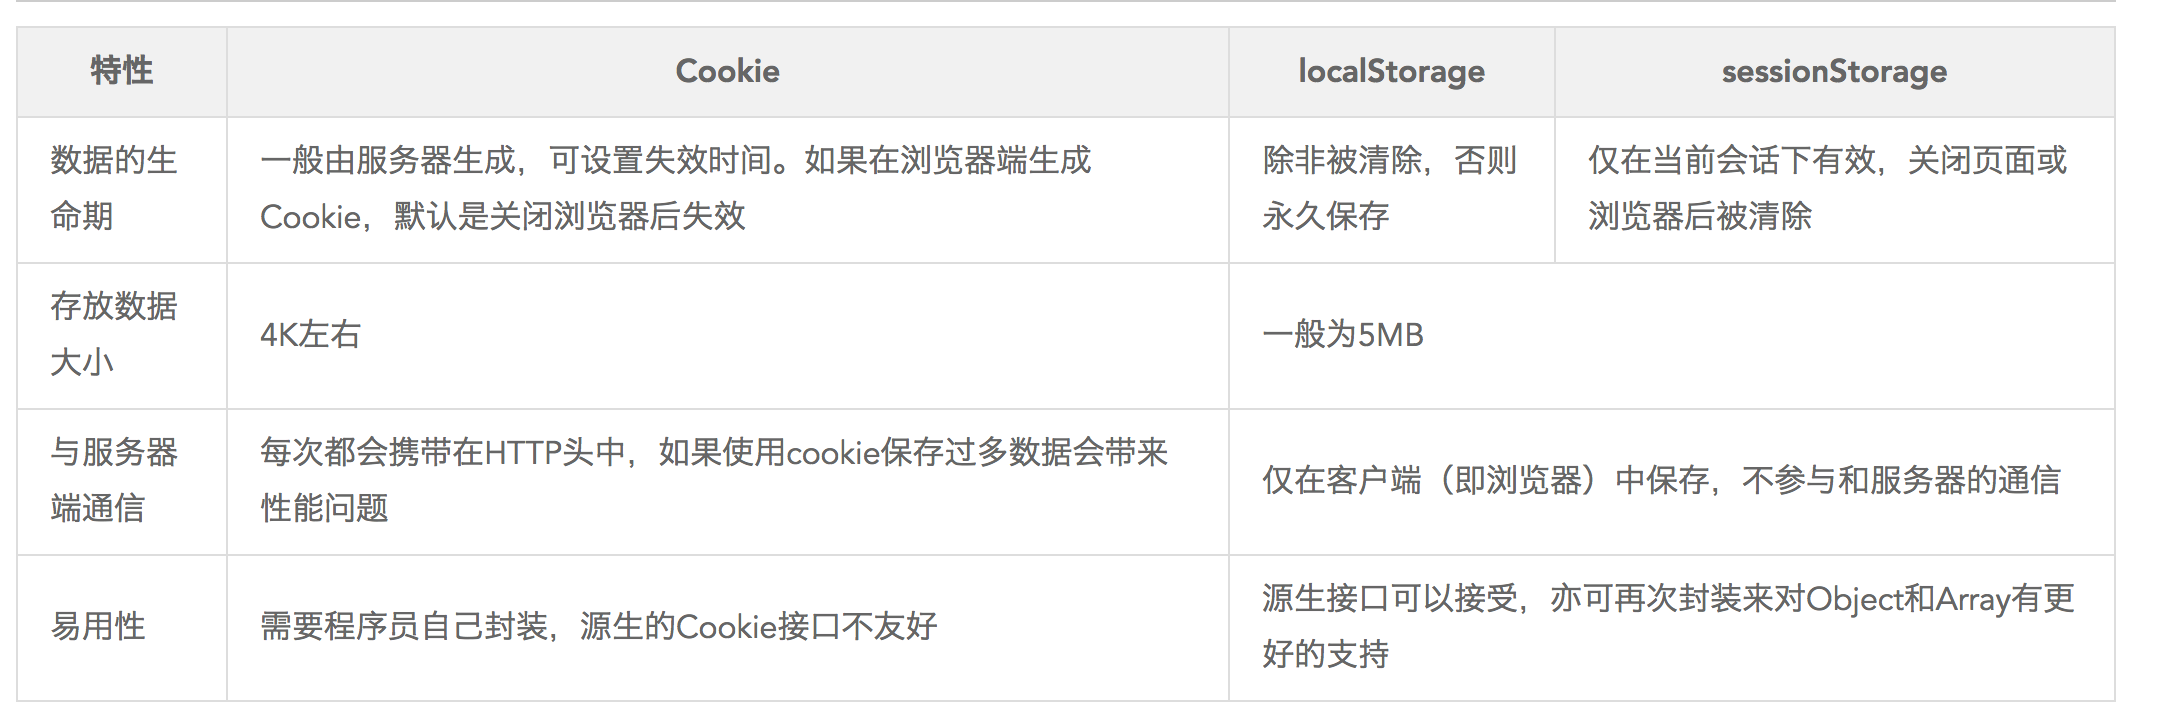 特性
Cookie
localStorage
sessionStorage
数据的生
命期
一般由服务器生成，可设置失效时间。如果在浏览器端生成
Cookie，默认是关闭浏览器后失效
除非被清除，否则
永久保存
仅在当前会话下有效，关闭页面或
浏览器后被清除
存放数据
大小
4K左右
一般为5MB
与服务器
端通信
每次都会携带在HTTP头中，如果使用cookie保存过多数据会带来
性能问题
仅在客户端（即浏览器）中保存，不参与和服务器的通信
易用性
需要程序员自己封装，源生的Cookie接口不友好
源生接口可以接受，亦可再次封装来对Object和Array有更
好的支持